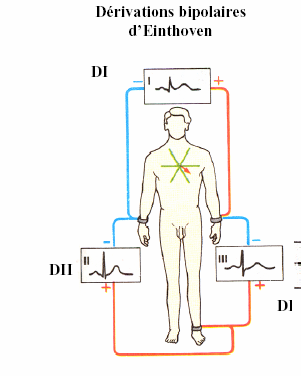 Dérivations bipolaires
d'Einthoven
DI
− I +
− −
II III
DII
+ +
DI